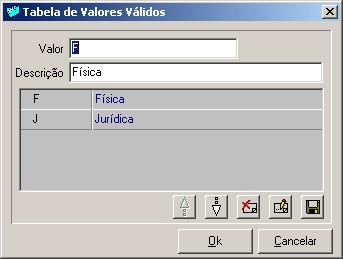 Tabela de Valores Válidos
Valor F
Descrição Física
F Física
J Jurídica
Ok Cancelar